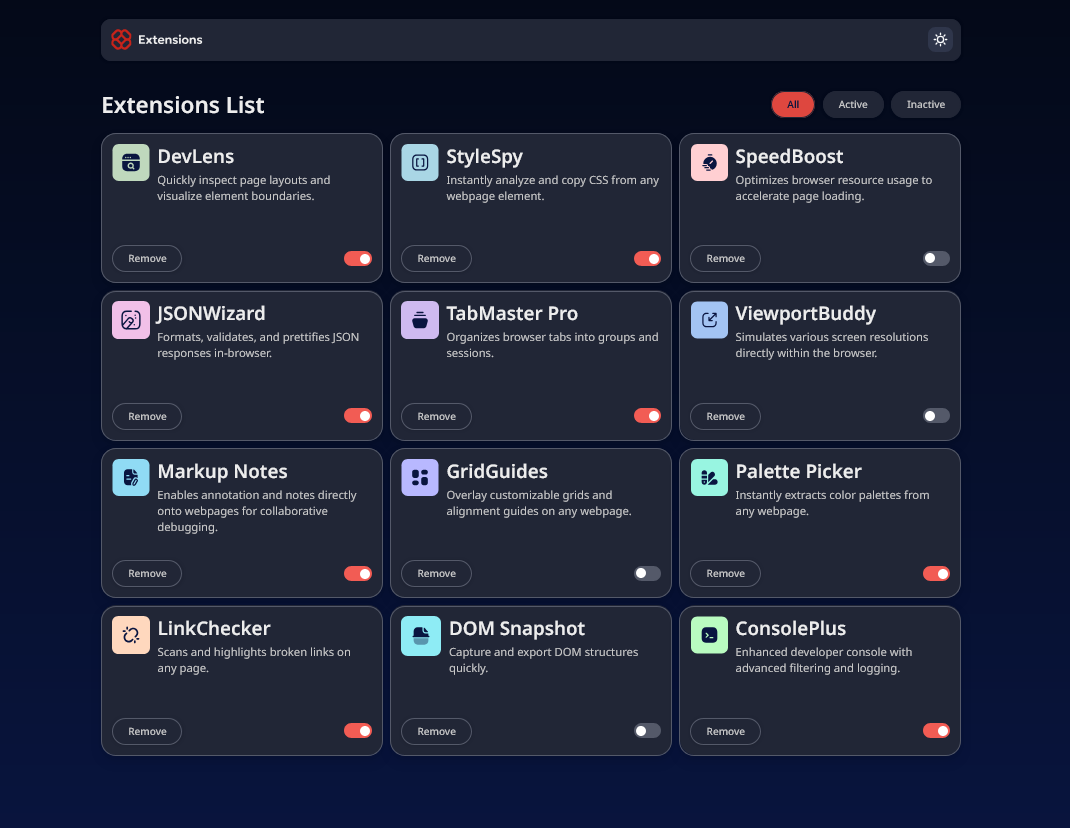 Extensions
Extensions List
All
Active
Inactive
DevLens
Quickly inspect page layouts and
visualize element boundaries.
Remove
StyleSpy
Instantly analyze and copy CSS from any
webpage element.
Remove
SpeedBoost
Optimizes browser resource usage to
accelerate page loading.
Remove
JSONWizard
Formats, validates, and prettifies JSON
responses in-browser.
Remove
TabMaster Pro
Organizes browser tabs into groups and
sessions.
Remove
ViewportBuddy
Simulates various screen resolutions
directly within the browser.
Remove
Markup Notes
Enables annotation and notes directly
onto webpages for collaborative
debugging.
Remove
GridGuides
Overlay customizable grids and
alignment guides on any webpage.
Remove
Palette Picker
Instantly extracts color palettes from
any webpage.
Remove
LinkChecker
Scans and highlights broken links on
any page.
Remove
DOM Snapshot
Capture and export DOM structures
quickly.
Remove
ConsolePlus
Enhanced developer console with
advanced filtering and logging.
Remove